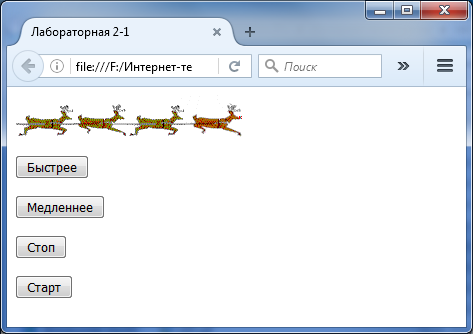 Лабораторная 2-1
file:///F:/Интернет-те
Поиск
Быстрее
Медленнее
Стоп
Старт